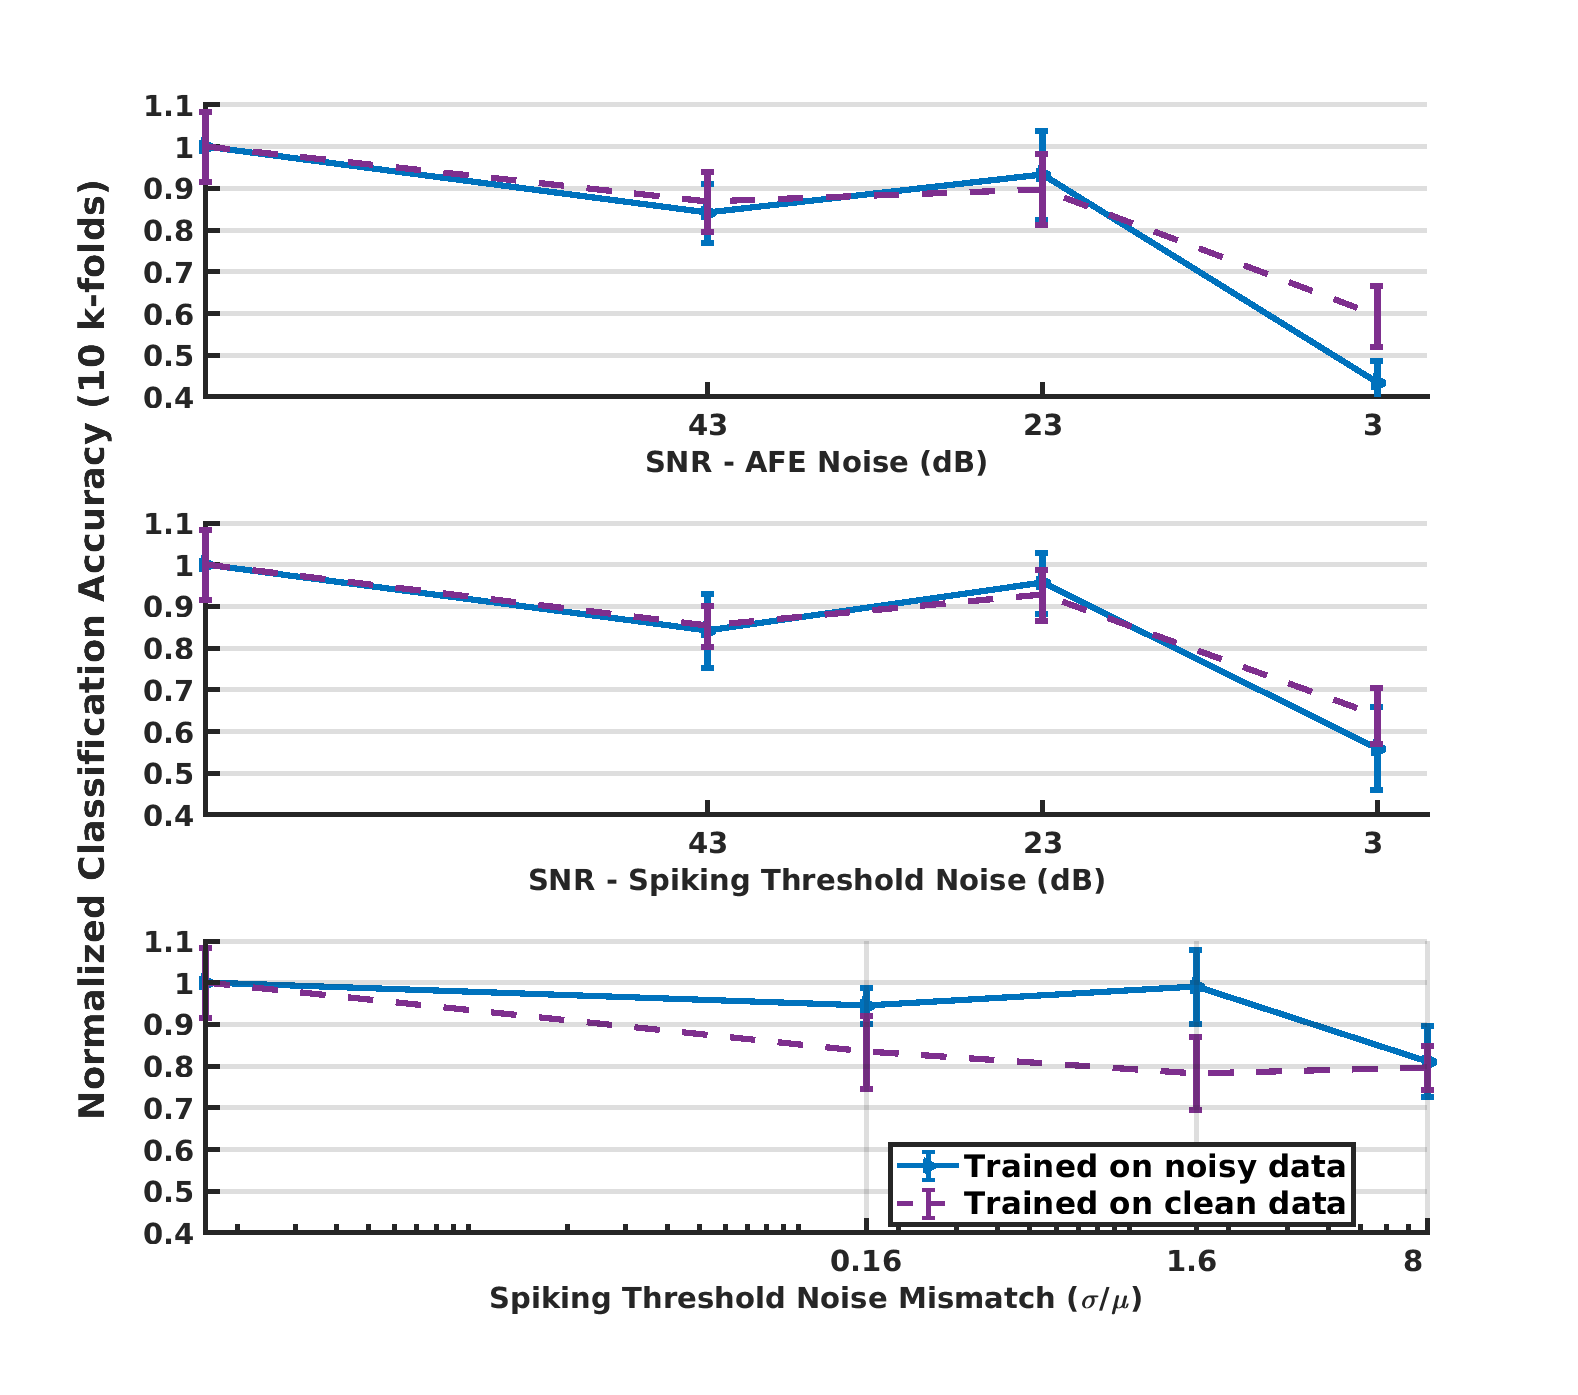 Normalized Classification Accuracy (10 k-folds)
1.1
1
0.9
0.8
0.7
0.6
0.5
0.4
43 23 3
SNR - AFE Noise (dB)
1.1
1
0.9
0.8
0.7
0.6
0.5
0.4
43 23 3
SNR - Spiking Threshold Noise (dB)
1.1
1
0.9
0.8
0.7
0.6
0.5
0.4
Trained on noisy data
Trained on clean data
0.16 1.6 8
Spiking Threshold Noise Mismatch (σ/μ)